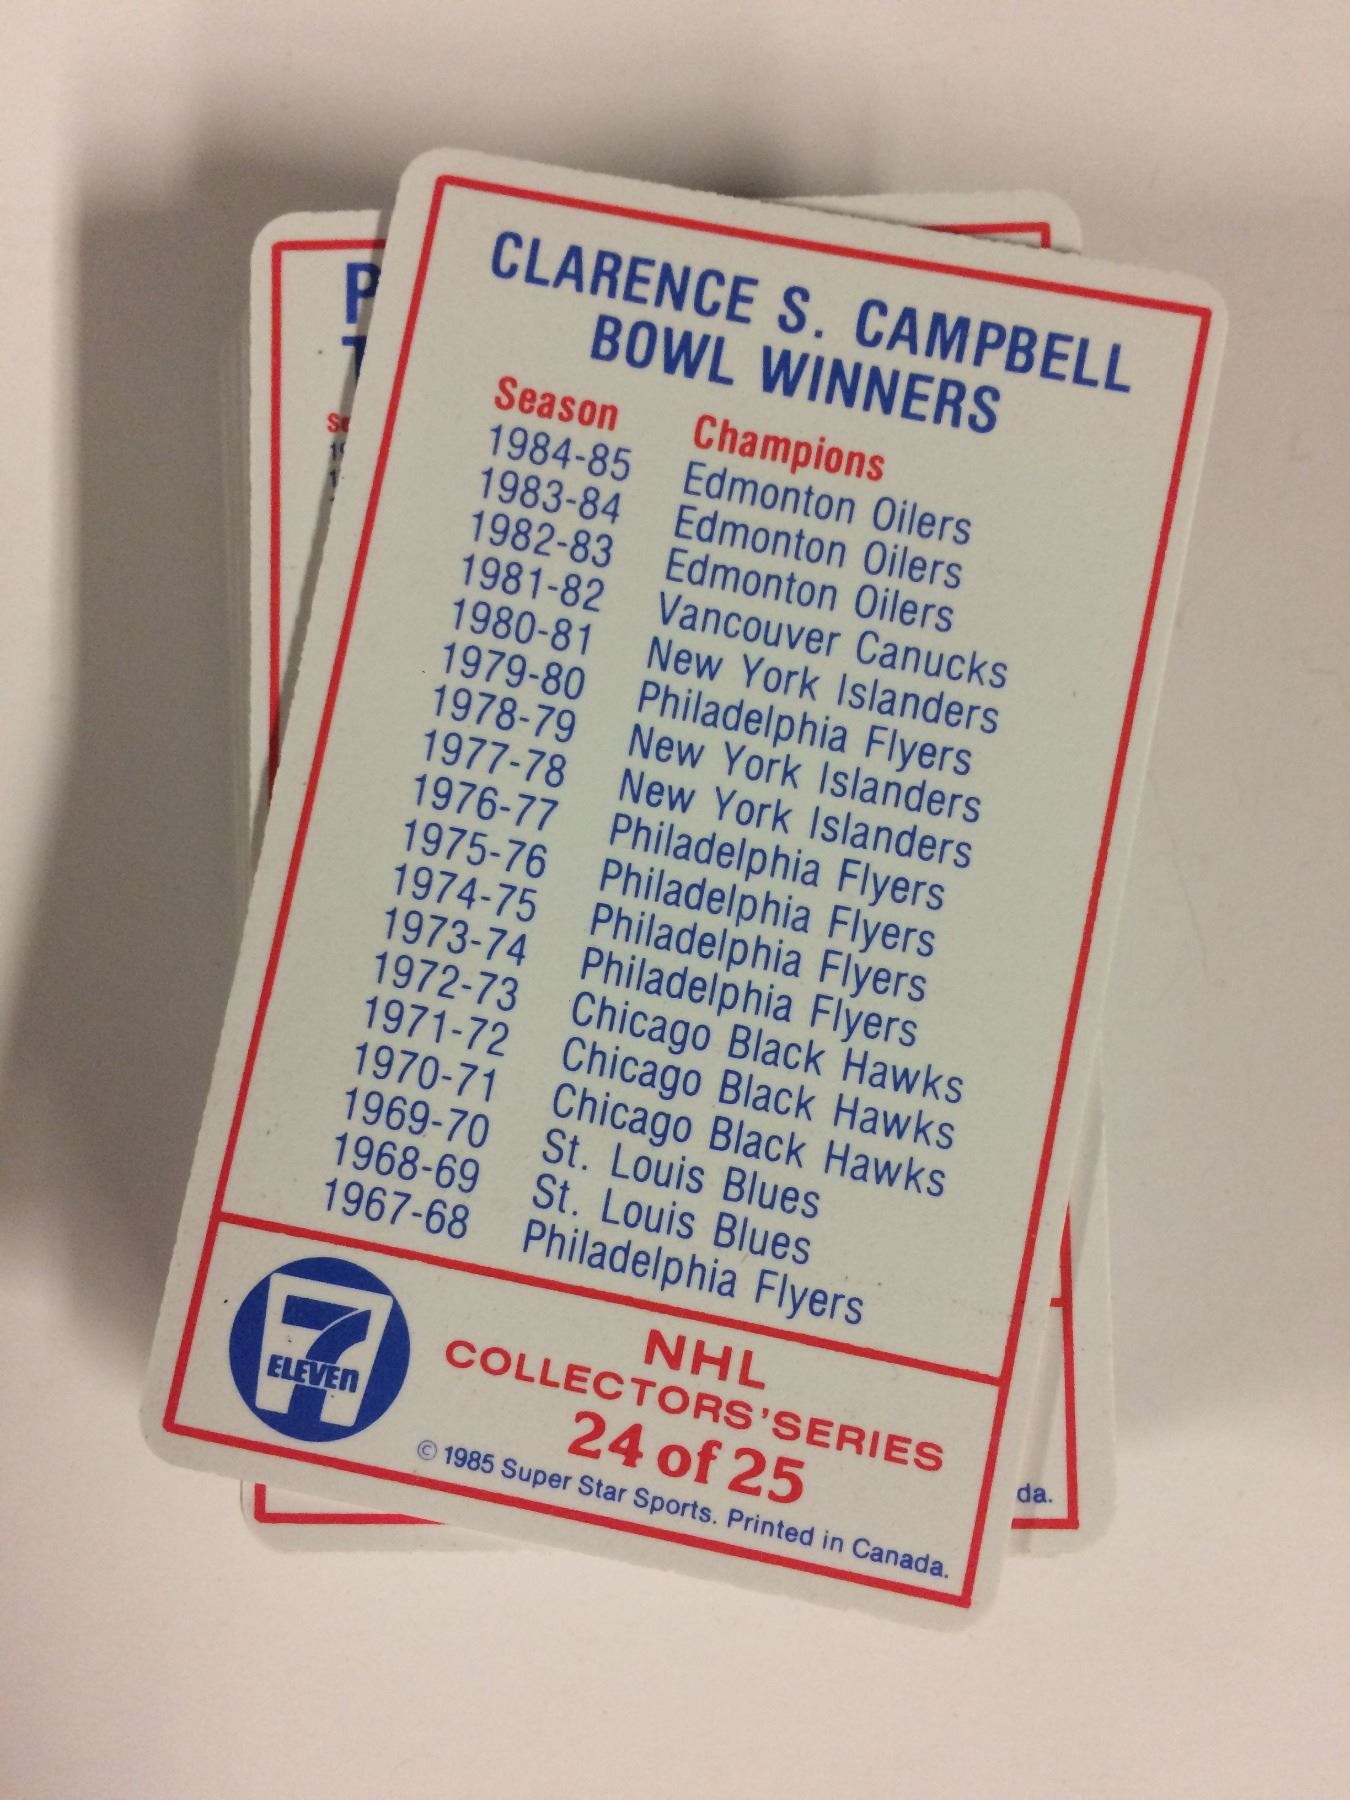 CLARENCE S. CAMPBELL
BOWL WINNERS
Season Champions
1984-85 Edmonton Oilers
1983-84 Edmonton Oilers
1982-83 Edmonton Oilers
1981-82 Vancouver Canucks
1980-81 New York Islanders
1979-80 Philadelphia Flyers
1978-79 New York Islanders
1977-78 New York Islanders
1976-77 Philadelphia Flyers
1975-76 Philadelphia Flyers
1974-75 Philadelphia Flyers
1973-74 Philadelphia Flyers
1972-73 Chicago Black Hawks
1971-72 Chicago Black Hawks
1970-71 Chicago Black Hawks
1969-70 St. Louis Blues
1968-69 St. Louis Blues
1967-68 Philadelphia Flyers
7
ELEVEn
NHL
COLLECTORS' SERIES
24 of 25
© 1985 Super Star Sports. Printed in Canada.
da.